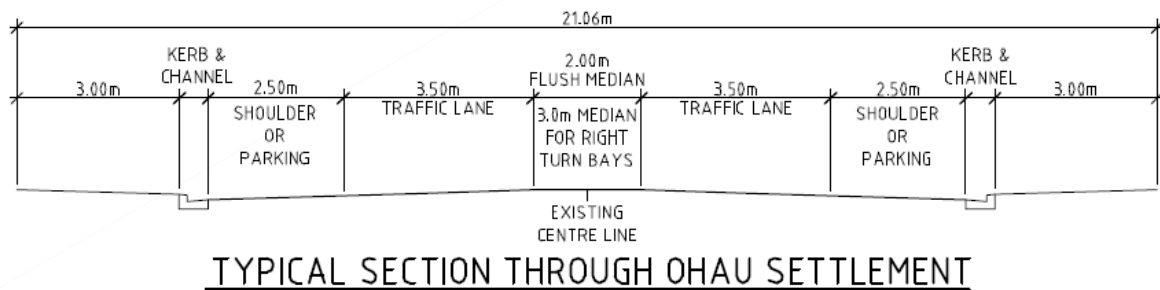 21.06m
KERB &
CHANNEL
2.00m
FLUSH MEDIAN
KERB &
CHANNEL
3.00m
2.50m
3.50m
3.50m
2.50m
3.00m
SHOULDER
OR
PARKING
TRAFFIC LANE
3.0m MEDIAN
FOR RIGHT
TURN BAYS
TRAFFIC LANE
SHOULDER
OR
PARKING
EXISTING
CENTRE LINE
TYPICAL SECTION THROUGH OHAU SETTLEMENT